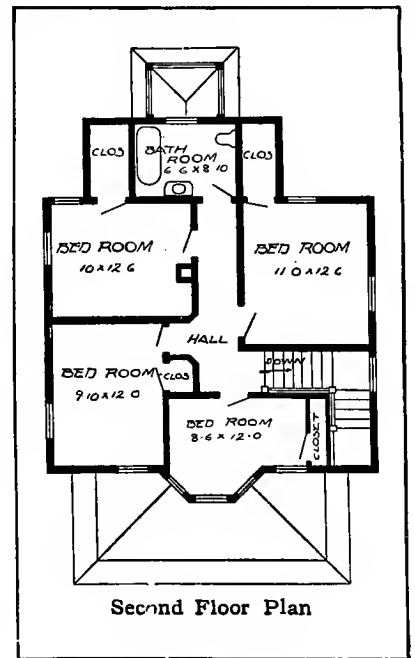 CLOS
BATH
ROOM
6 6 X 8 10
CLOS
BED ROOM
10 X 12 6
BED ROOM
11 0 X 12 6
HALL
DOWN
BED ROOM
9 10 X 12 0
CLOS
BED ROOM
8-6 X 12-0
CLOSET
Second Floor Plan